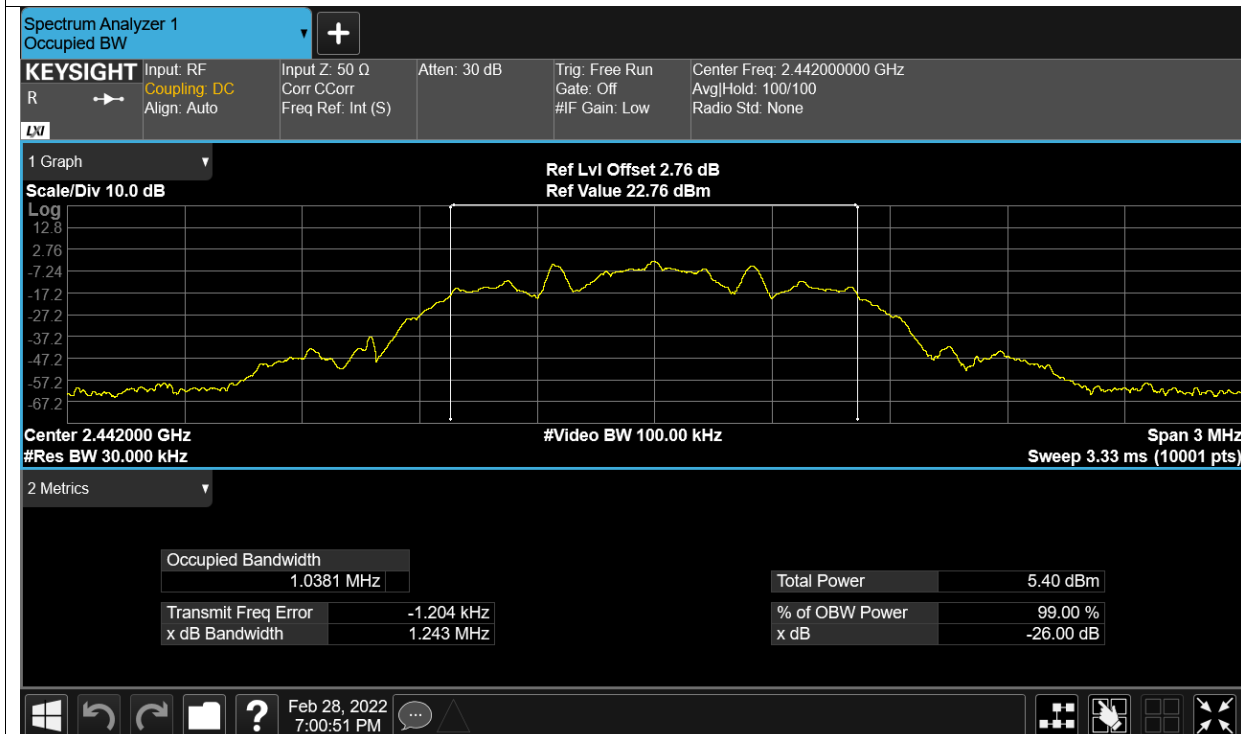 Spectrum Analyzer 1
Occupied BW
+
KEYSIGHT
R
LXI
Input: RF
Coupling: DC
Align: Auto
Input Z: 50 Ω
Corr CCorr
Freq Ref: Int (S)
Atten: 30 dB
Trig: Free Run
Gate: Off
#IF Gain: Low
Center Freq: 2.442000000 GHz
Avg|Hold: 100/100
Radio Std: None
1 Graph
Scale/Div 10.0 dB
Ref Lvl Offset 2.76 dB
Ref Value 22.76 dBm
Log
12.8
2.76
-7.24
-17.2
-27.2
-37.2
-47.2
-57.2
-67.2
Center 2.442000 GHz
#Video BW 100.00 kHz
Span 3 MHz
#Res BW 30.000 kHz
Sweep 3.33 ms (10001 pts)
2 Metrics
Occupied Bandwidth
1.0381 MHz
Total Power 5.40 dBm
Transmit Freq Error -1.204 kHz
% of OBW Power 99.00 %
x dB Bandwidth 1.243 MHz
x dB -26.00 dB
?
Feb 28, 2022
7:00:51 PM